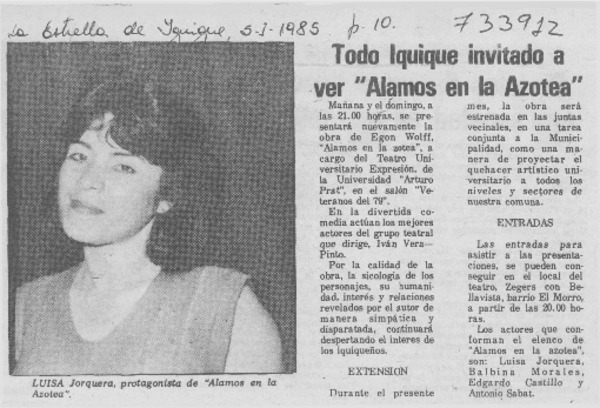 La Estrella de Iquique, 5-I-1985 p. 10. 733912
Todo Iquique invitado a
ver "Alamos en la Azotea"
Mañana y el domingo, a
las 21.00 horas, se pre-
sentará nuevamente la
obra de Egon Wolff,
"Alamos en la zotea", a
cargo del Teatro Uni-
versitario Expresión, de
la Universidad "Arturo
Prat", en el salón "Ve-
teranos del 79".
En la divertida co-
media actúan los mejores
actores del grupo teatral
que dirige, Iván Vera-
Pinto.
Por la calidad de la
obra, la sicología de los
personajes, su humani-
dad, interés y relaciones
revelados por el autor de
manera simpática y
disparatada, continuará
despertando el interes de
los iquiqueños.
EXTENSION
Durante el presente
mes, la obra será
estrenada en las juntas
vecinales, en una tarea
conjunta a la Munici-
palidad, como una ma-
nera de proyectar el
quehacer artístico uni-
versitario a todos los
niveles y sectores de
nuestra comuna.
ENTRADAS
Las entradas para
asistir a las presenta-
ciones, se pueden con-
seguir en el local del
teatro, Zegers con Be-
llavista, barrio El Morro,
a partir de las 20.00 ho-
ras.
Los actores que con-
forman el elenco de
"Alamos en la azotea",
son: Luisa Jorquera,
Balbina Morales,
Edgardo Castillo y
Antonio Sabat.
LUISA Jorquera, protagonista de "Alamos en la
Azotea".